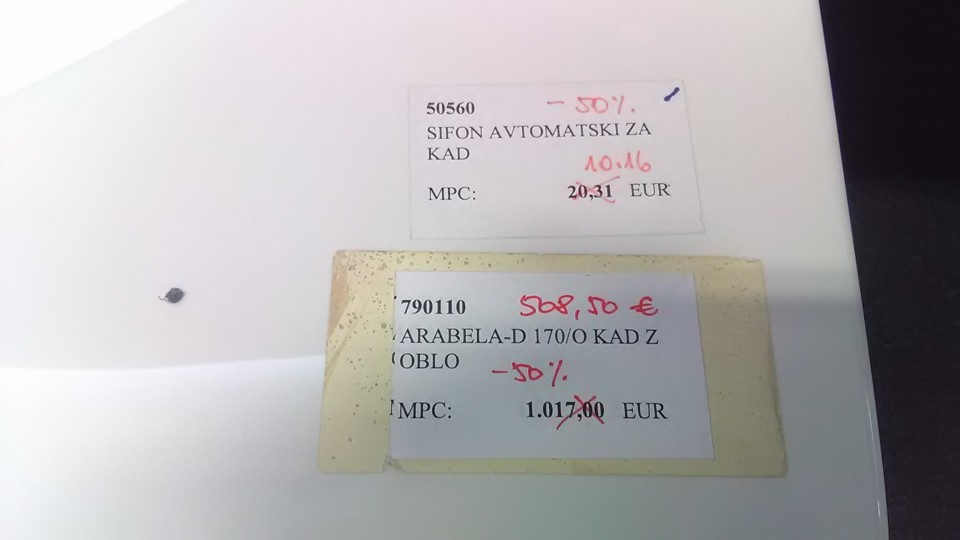 50560 - 50%.
SIFON AVTOMATSKI ZA
KAD
10.16
MPC: 20,31 EUR
790110 508,50 €
ARABELA-D 170/O KAD Z
OBLO
-50%.
MPC: 1.017,00 EUR